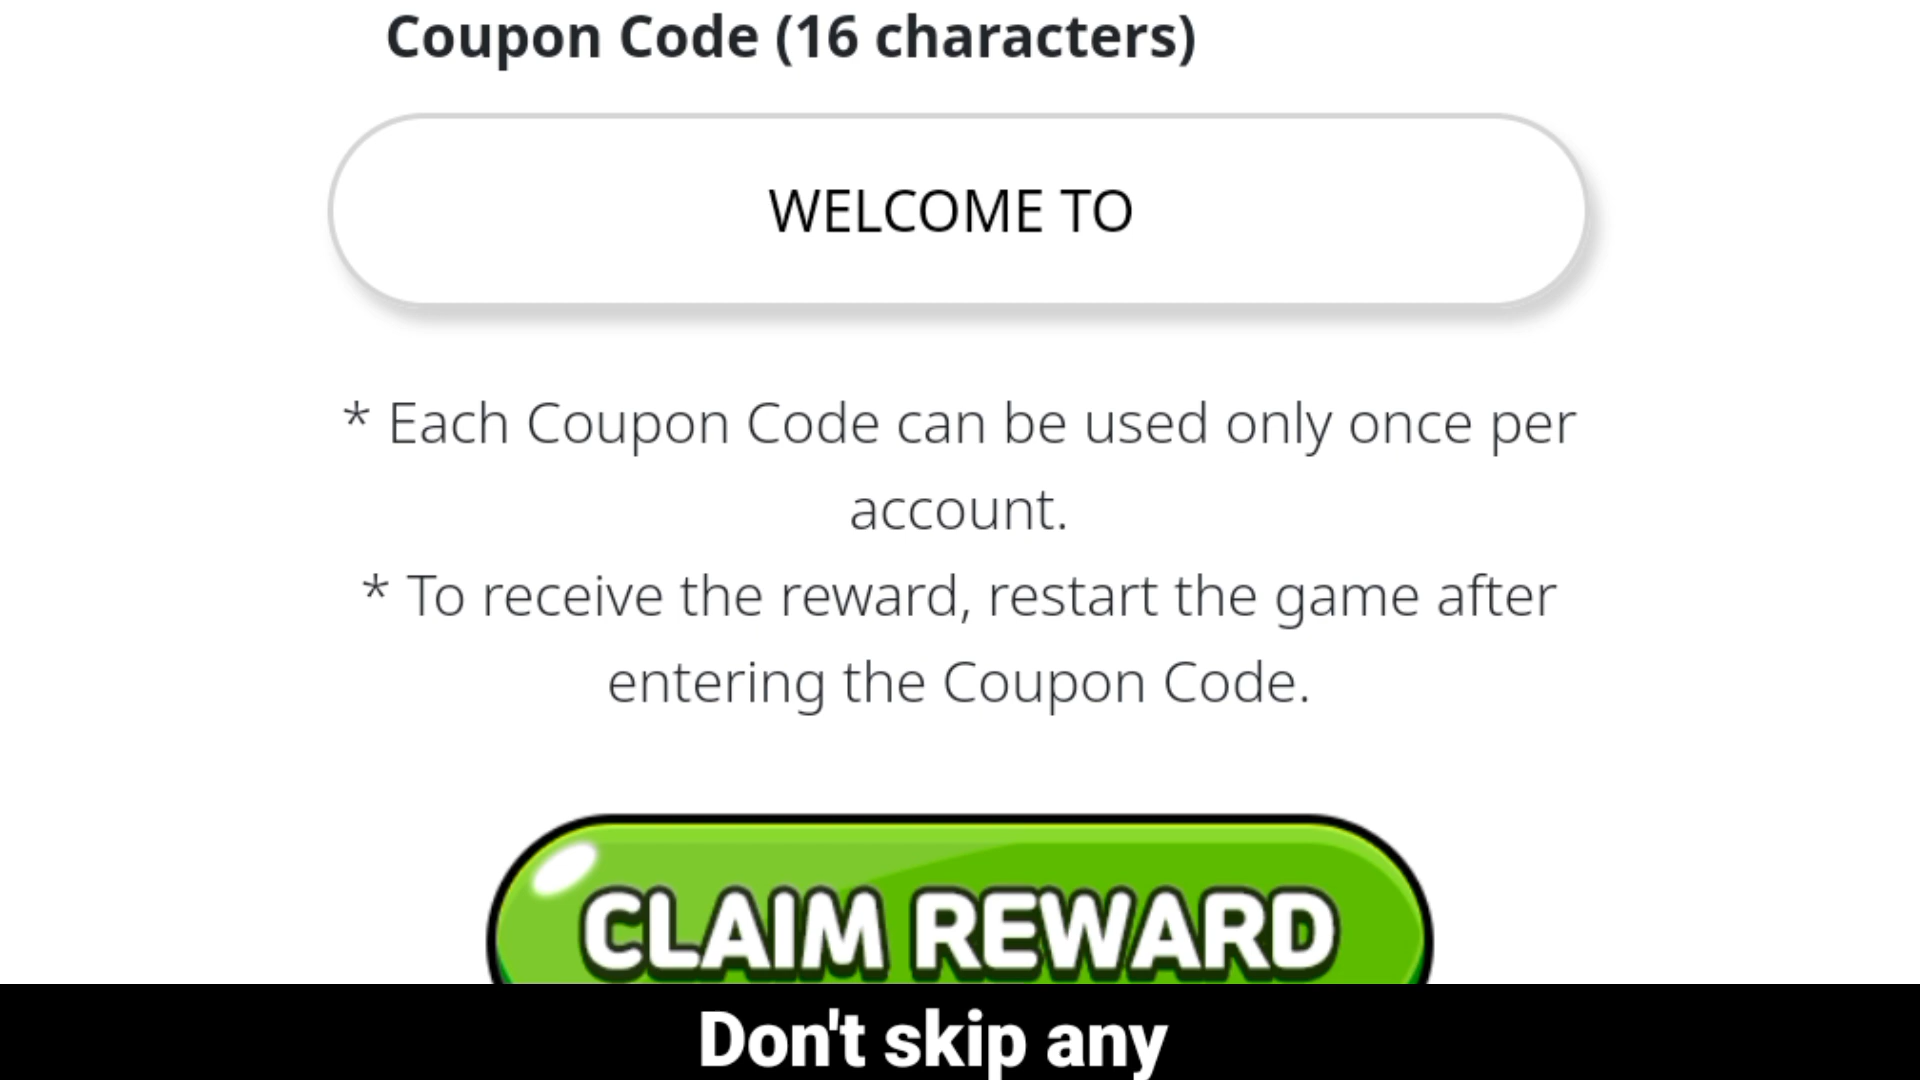 Coupon Code (16 characters)
WELCOME TO
* Each Coupon Code can be used only once per
account.
* To receive the reward, restart the game after
entering the Coupon Code.
CLAIM REWARD
Don't skip any